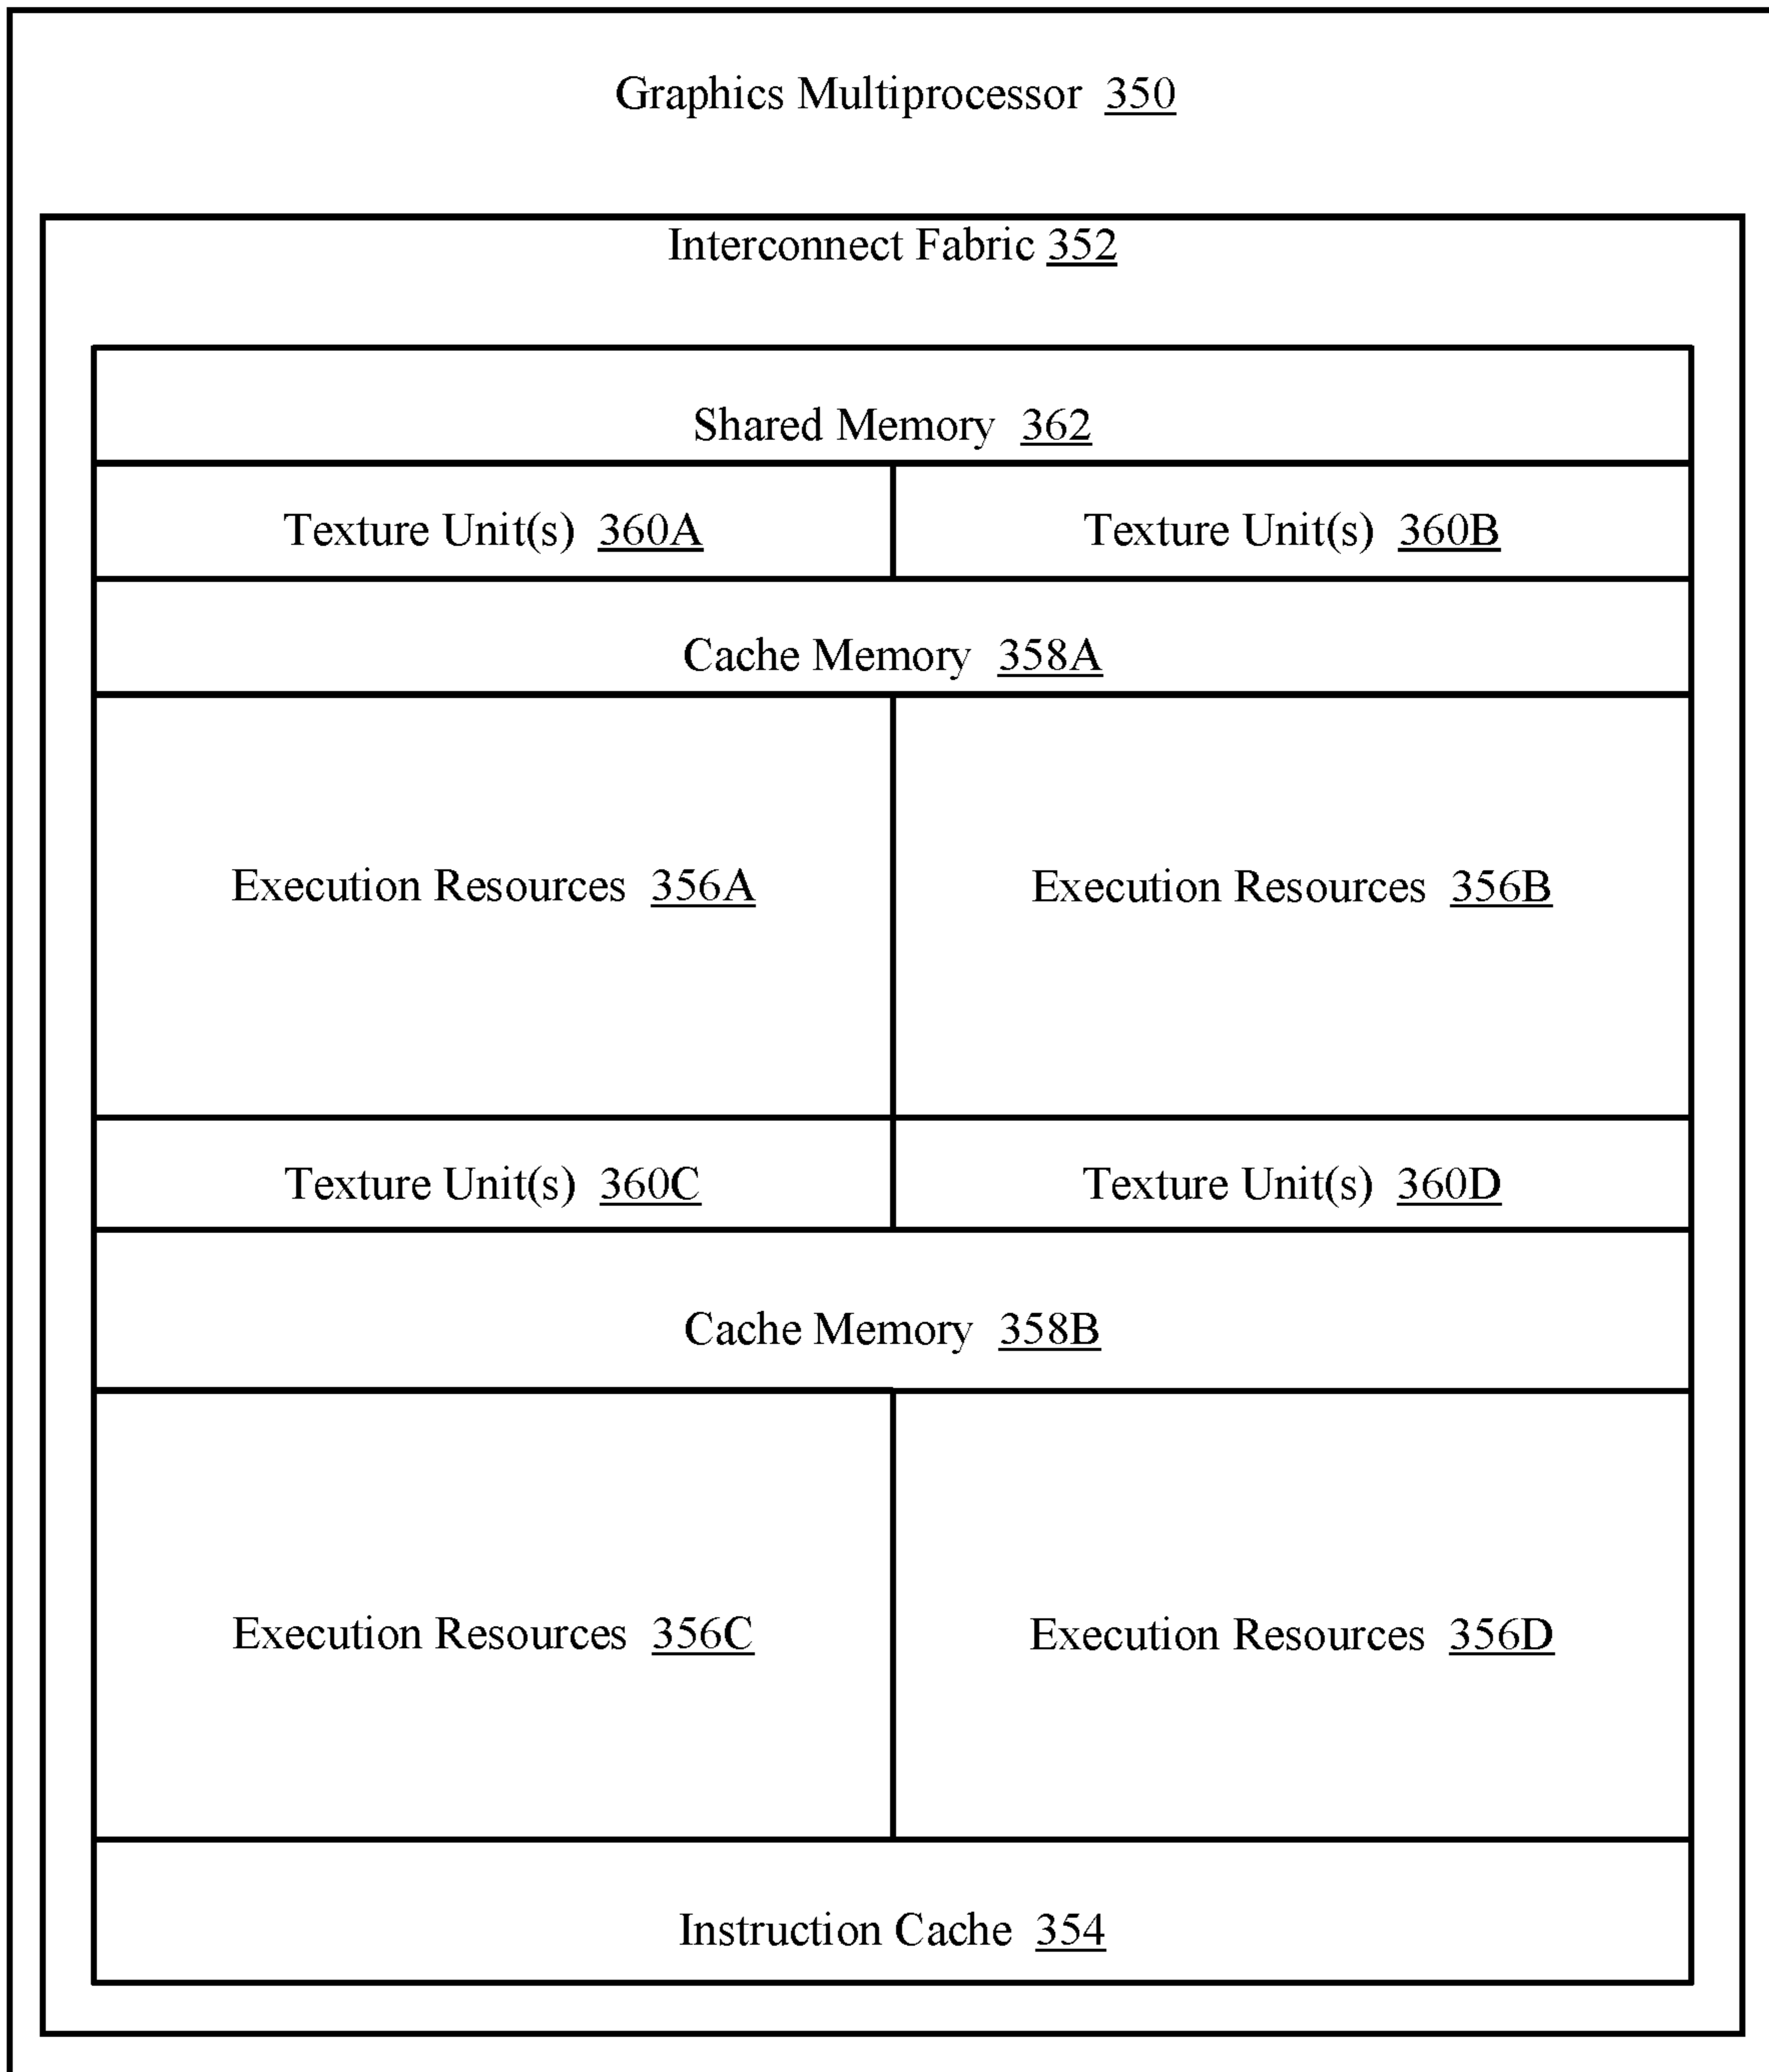 Graphics Multiprocessor 350
Interconnect Fabric 352
Shared Memory 362
Texture Unit(s) 360A
Texture Unit(s) 360B
Cache Memory 358A
Execution Resources 356A
Execution Resources 356B
Texture Unit(s) 360C
Texture Unit(s) 360D
Cache Memory 358B
Execution Resources 356C
Execution Resources 356D
Instruction Cache 354